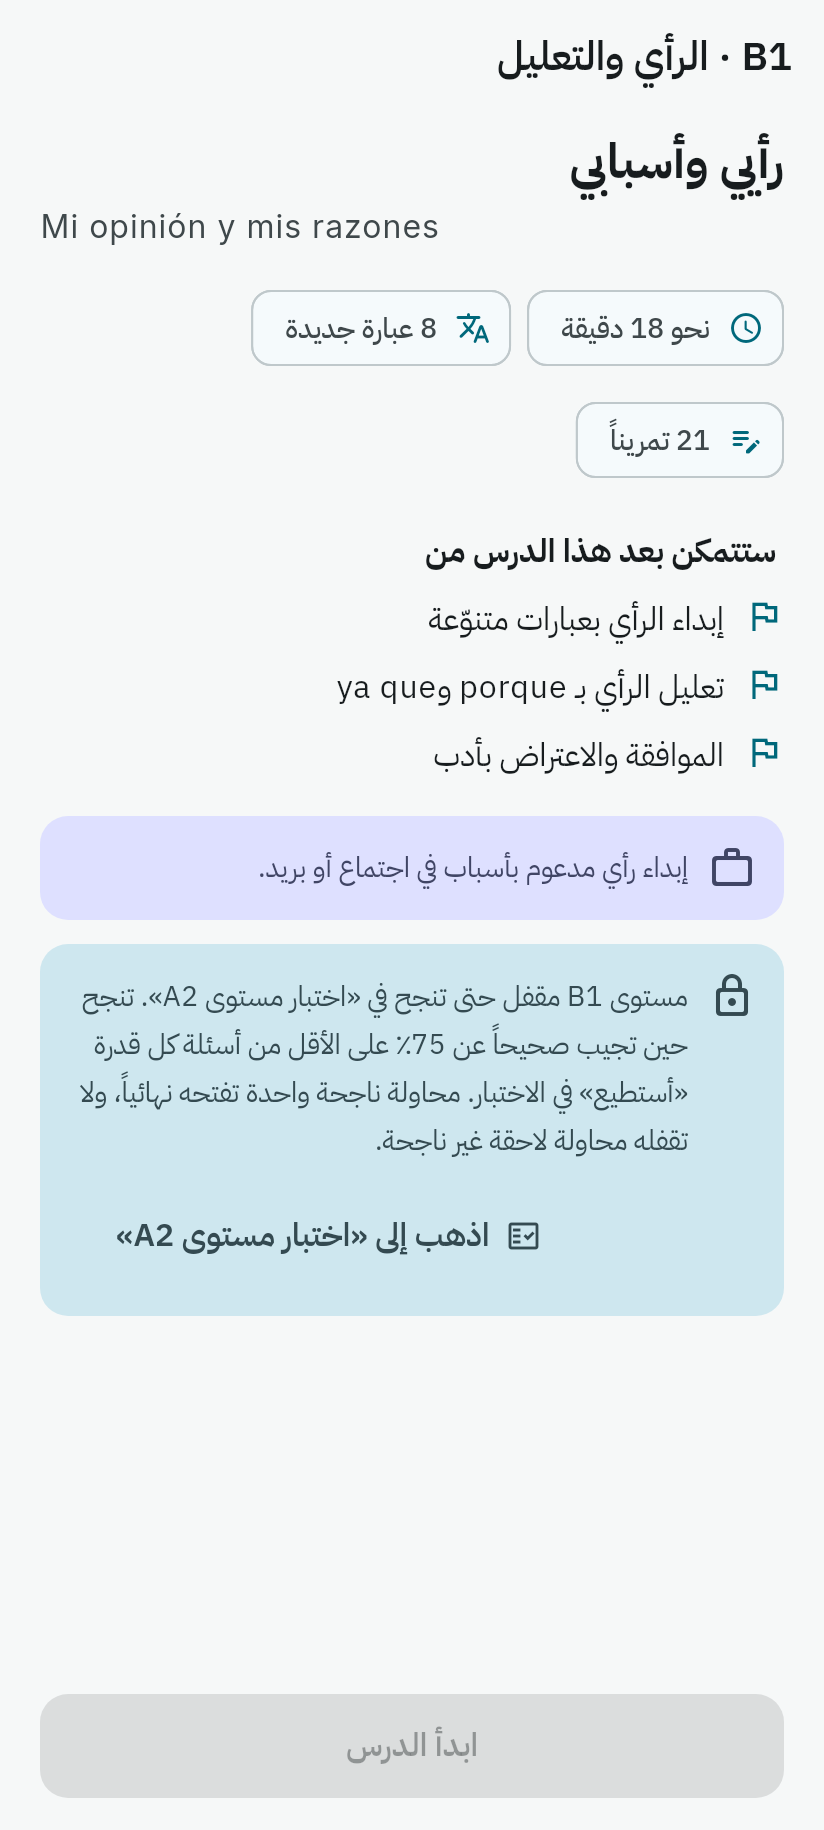 B1 · الرأي والتعليل
رأيي وأسبابي
Mi opinión y mis razones
نحو 18 دقيقة
8 عبارة جديدة
21 تمريناً
ستتمكن بعد هذا الدرس من
إبداء الرأي بعبارات متنوّعة
تعليل الرأي بـ porque وya que
الموافقة والاعتراض بأدب
إبداء رأي مدعوم بأسباب في اجتماع أو بريد.
مستوى B1 مقفل حتى تنجح في «اختبار مستوى A2». تنجح
حين تجيب صحيحاً عن 75٪ على الأقل من أسئلة كل قدرة
«أستطيع» في الاختبار. محاولة ناجحة واحدة تفتحه نهائياً، ولا
تقفله محاولة لاحقة غير ناجحة.
اذهب إلى «اختبار مستوى A2»
ابدأ الدرس